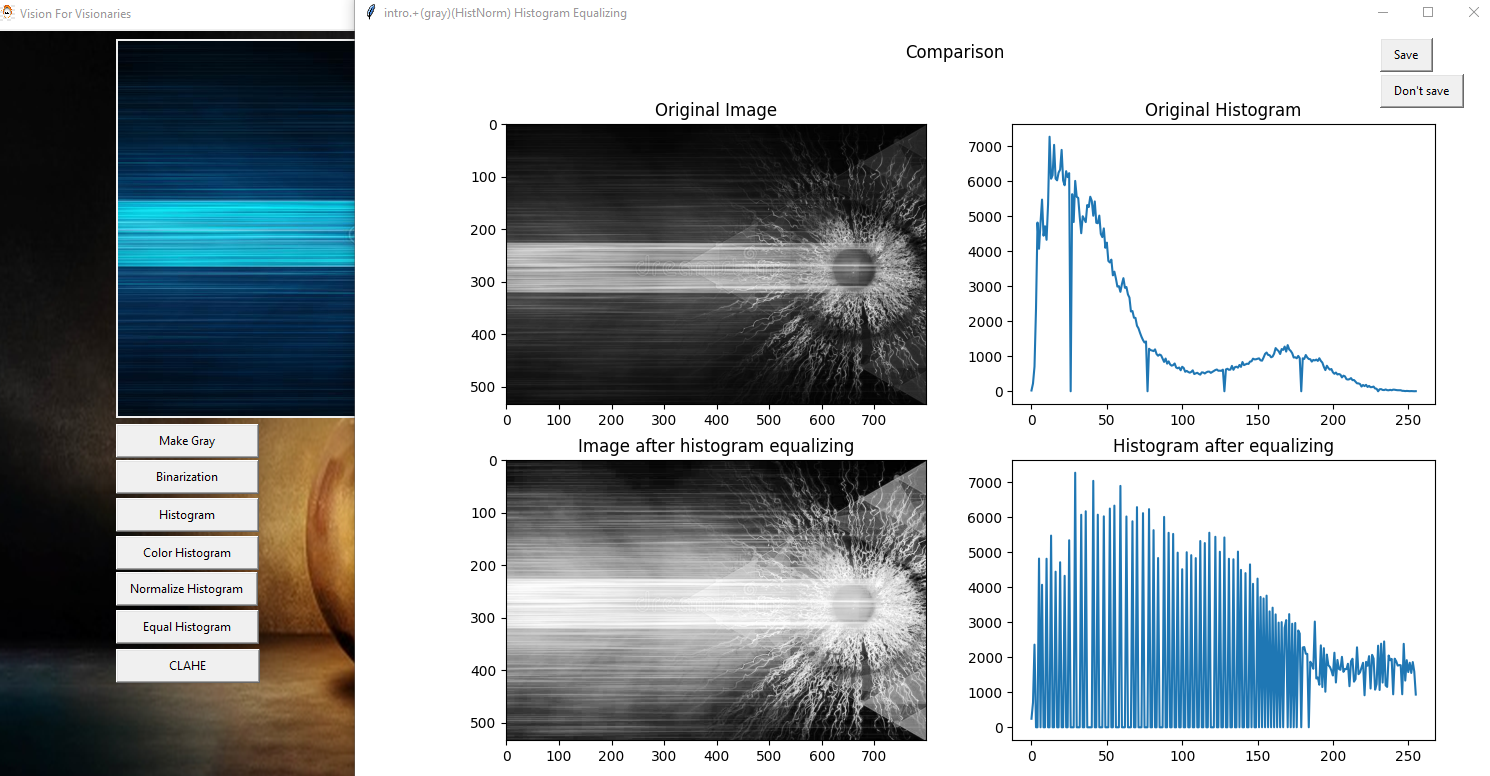 Vision For Visionaries
intro.+(gray)(HistNorm) Histogram Equalizing
Comparison
Save
Don't save
Original Image
Original Histogram
0
100
200
300
400
500
0 100 200 300 400 500 600 700
7000
6000
5000
4000
3000
2000
1000
0
0 50 100 150 200 250
Image after histogram equalizing
Histogram after equalizing
0
100
200
300
400
500
0 100 200 300 400 500 600 700
7000
6000
5000
4000
3000
2000
1000
0
0 50 100 150 200 250
Make Gray
Binarization
Histogram
Color Histogram
Normalize Histogram
Equal Histogram
CLAHE